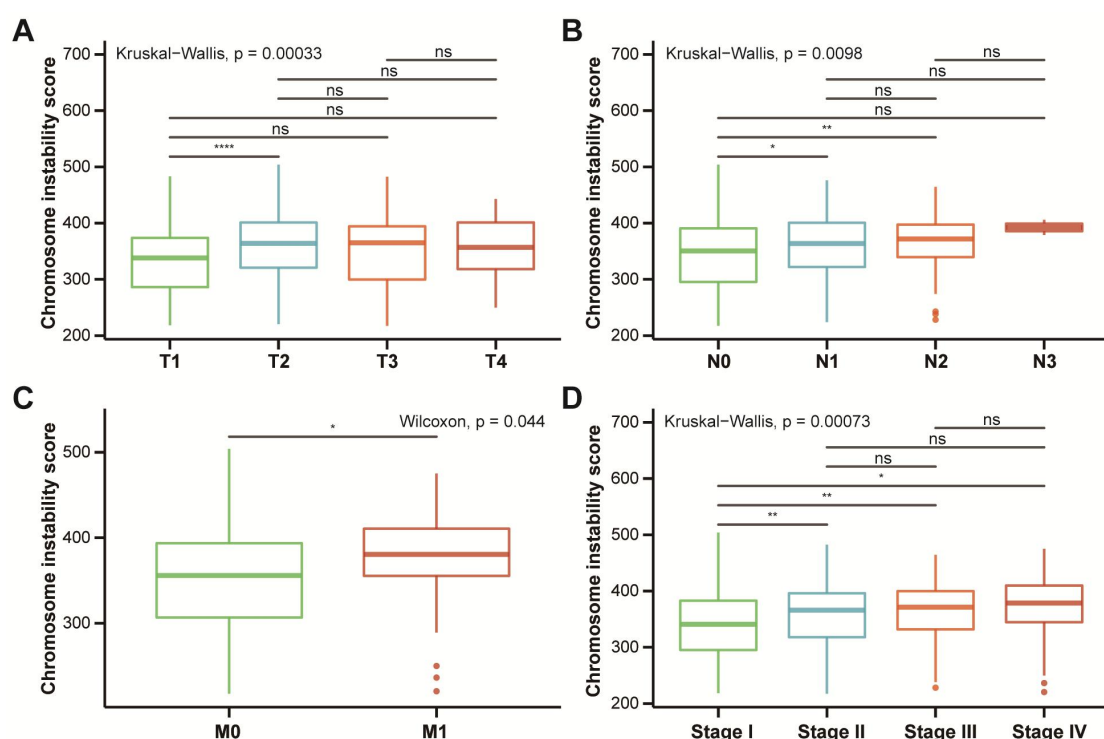 A
Kruskal−Wallis, p = 0.00033
Chromosome instability score
700
600
500
400
300
200
ns
ns
ns
ns
ns
****
T1 T2 T3 T4
B
Kruskal−Wallis, p = 0.0098
Chromosome instability score
700
600
500
400
300
200
ns
ns
ns
ns
**
*
N0 N1 N2 N3
C
Wilcoxon, p = 0.044
Chromosome instability score
500
400
300
*
M0 M1
D
Kruskal−Wallis, p = 0.00073
Chromosome instability score
700
600
500
400
300
200
ns
ns
ns
*
**
**
Stage I Stage II Stage III Stage IV